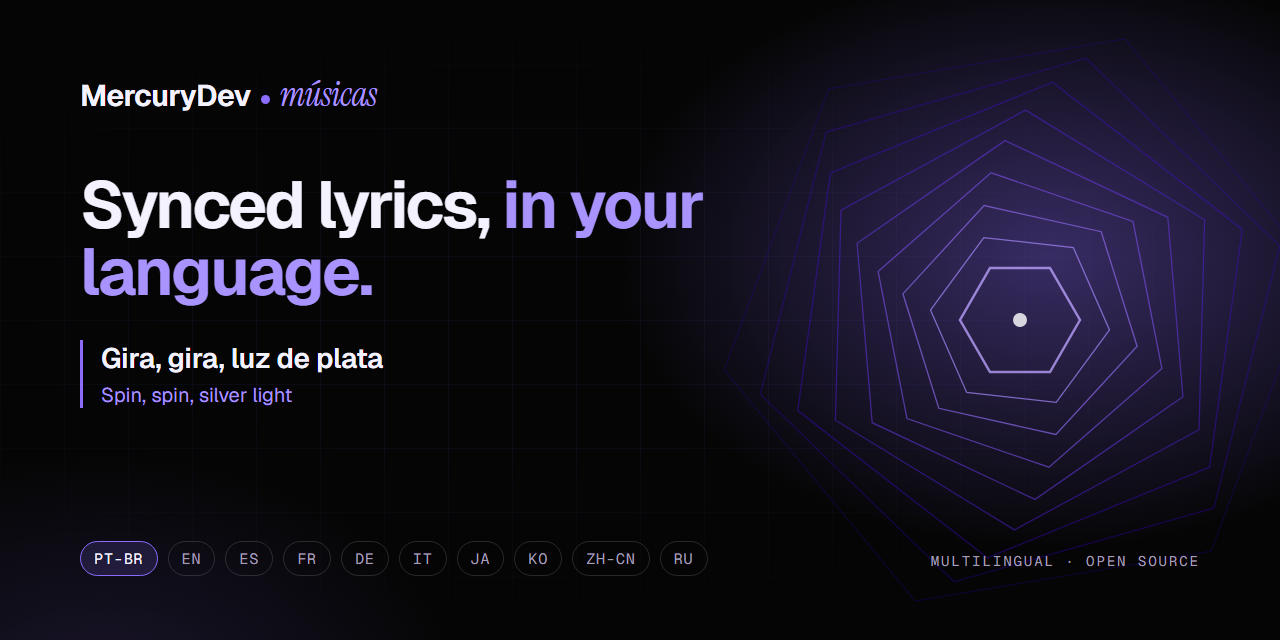 MercuryDev • músicas
Synced lyrics, in your
language.
Gira, gira, luz de plata
Spin, spin, silver light
PT-BR EN ES FR DE IT JA KO ZH-CN RU
MULTILINGUAL · OPEN SOURCE